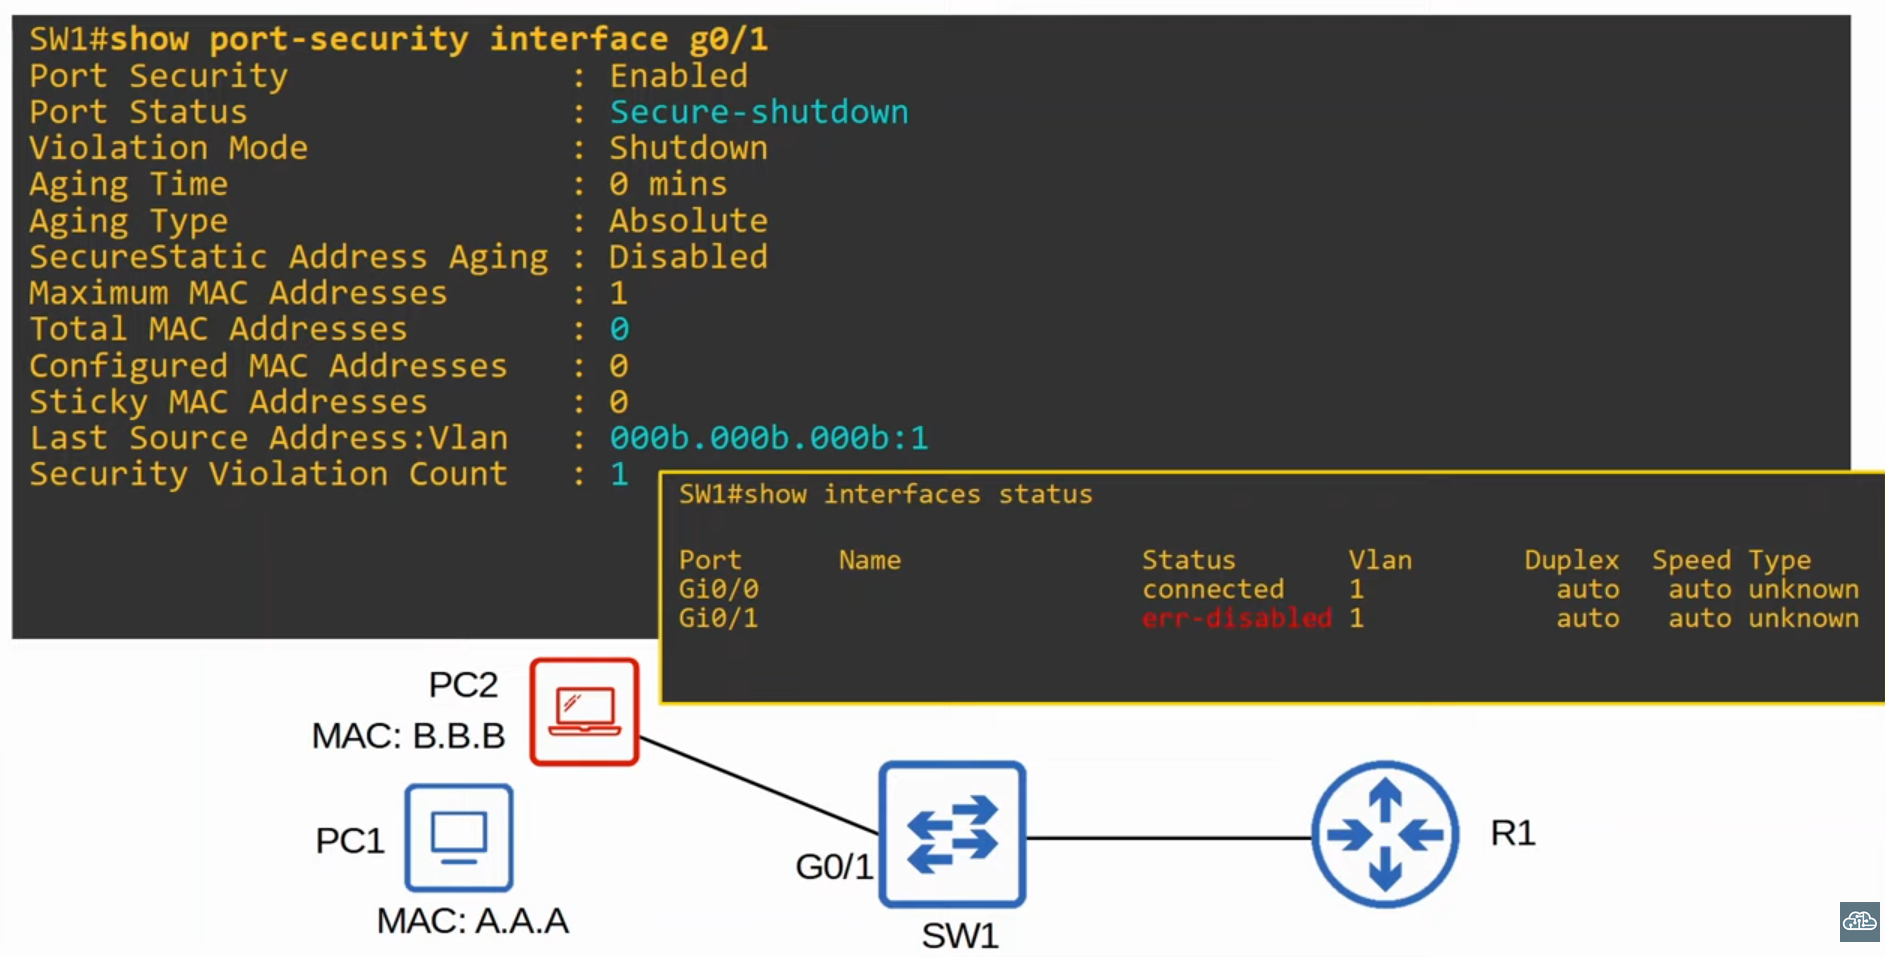 SW1#show port-security interface g0/1
Port Security : Enabled
Port Status : Secure-shutdown
Violation Mode : Shutdown
Aging Time : 0 mins
Aging Type : Absolute
SecureStatic Address Aging : Disabled
Maximum MAC Addresses : 1
Total MAC Addresses : 0
Configured MAC Addresses : 0
Sticky MAC Addresses : 0
Last Source Address:Vlan : 000b.000b.000b:1
Security Violation Count : 1
SW1#show interfaces status
Port Name Status Vlan Duplex Speed Type
Gi0/0 connected 1 auto auto unknown
Gi0/1 err-disabled 1 auto auto unknown
PC2
MAC: B.B.B
PC1
MAC: A.A.A
G0/1
SW1
R1